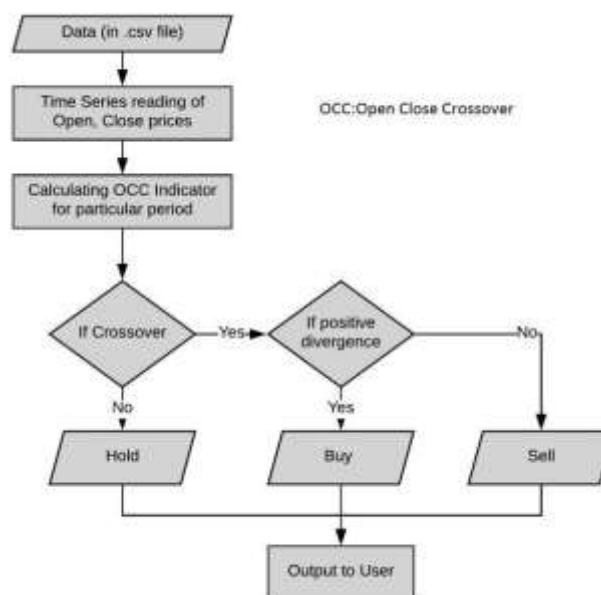 Data (in .csv file)
Time Series reading of
Open, Close prices
OCC:Open Close Crossover
Calculating OCC Indicator
for particular period
If Crossover
Yes
If positive
divergence
No
No
Yes
Hold
Buy
Sell
Output to User